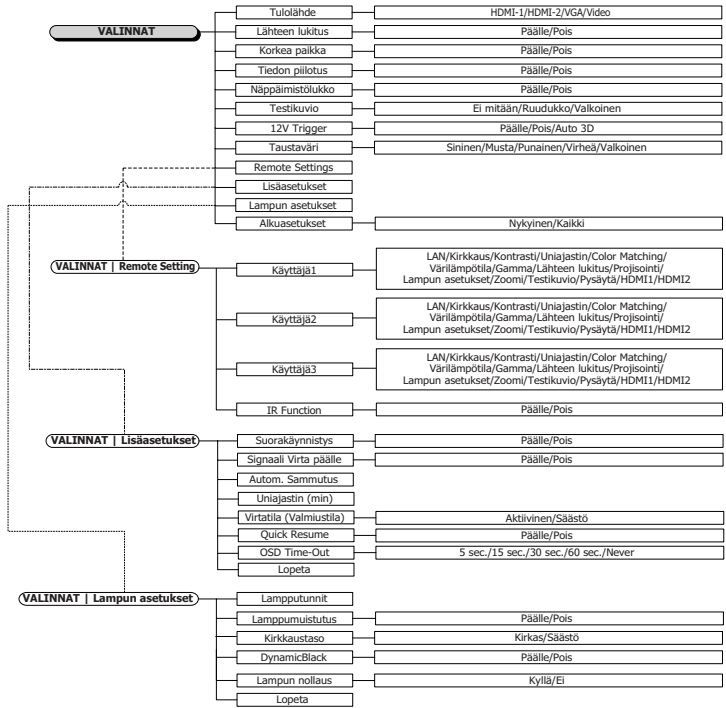 VALINNAT
Tulolähde HDMI-1/HDMI-2/VGA/Video
Lähteen lukitus Päälle/Pois
Korkea paikka Päälle/Pois
Tiedon piilotus Päälle/Pois
Näppäimistölukko Päälle/Pois
Testikuvio Ei mitään/Ruudukko/Valkoinen
12V Trigger Päälle/Pois/Auto 3D
Taustaväri Sininen/Musta/Punainen/Virheä/Valkoinen
Remote Settings
Lisäasetukset
Lampun asetukset
Alkuasetukset Nykyinen/Kaikki
VALINNAT | Remote Setting
Käyttäjä1
LAN/Kirkkaus/Kontrasti/Uniajastin/Color Matching/
Värilämpötila/Gamma/Lähteen lukitus/Projisointi/
Lampun asetukset/Zoomi/Testikuvio/Pysäytä/HDMI1/HDMI2
Käyttäjä2
LAN/Kirkkaus/Kontrasti/Uniajastin/Color Matching/
Värilämpötila/Gamma/Lähteen lukitus/Projisointi/
Lampun asetukset/Zoomi/Testikuvio/Pysäytä/HDMI1/HDMI2
Käyttäjä3
LAN/Kirkkaus/Kontrasti/Uniajastin/Color Matching/
Värilämpötila/Gamma/Lähteen lukitus/Projisointi/
Lampun asetukset/Zoomi/Testikuvio/Pysäytä/HDMI1/HDMI2
IR Function Päälle/Pois
VALINNAT | Lisäasetukset
Suorakäynnistys Päälle/Pois
Signaali Virta päälle Päälle/Pois
Autom. Sammutus
Uniajastin (min)
Virtatila (Valmiustila) Aktiivinen/Säästö
Quick Resume Päälle/Pois
OSD Time-Out 5 sec./15 sec./30 sec./60 sec./Never
Lopeta
VALINNAT | Lampun asetukset
Lampputunnit
Lamppumuistutus Päälle/Pois
Kirkkaustaso Kirkas/Säästö
DynamicBlack Päälle/Pois
Lampun nollaus Kyllä/Ei
Lopeta